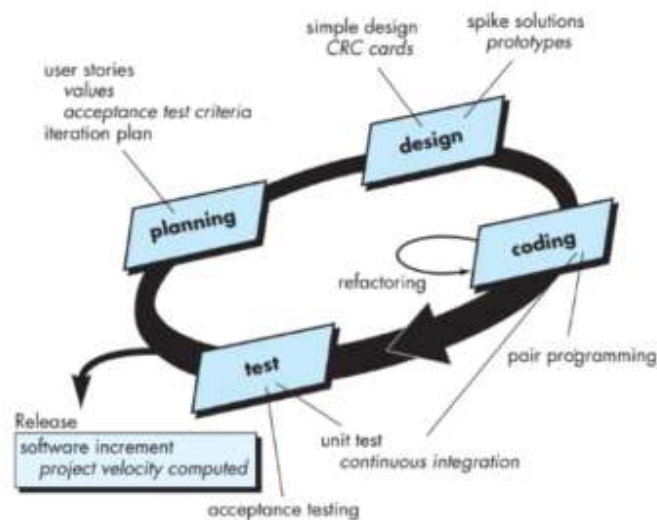 simple design
CRC cards
spike solutions
prototypes
user stories
values
acceptance test criteria
iteration plan
design
planning
coding
refactoring
test
pair programming
Release
software increment
project velocity computed
unit test
continuous integration
acceptance testing